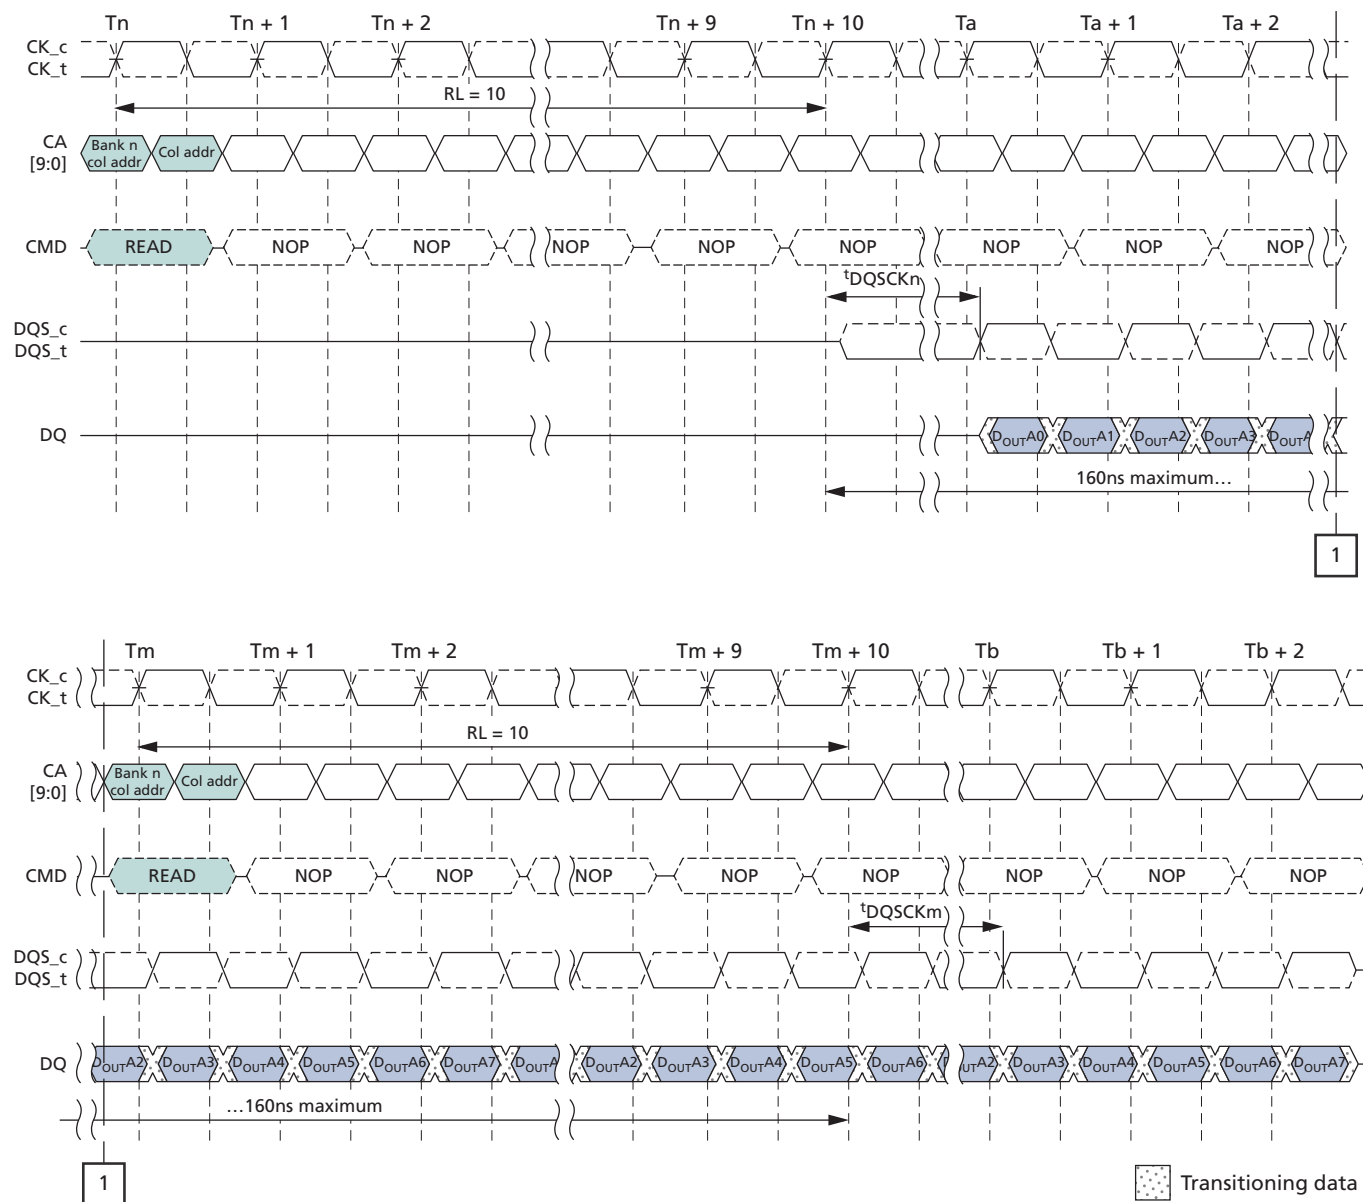 Tn Tn + 1 Tn + 2 Tn + 9 Tn + 10 Ta Ta + 1 Ta + 2
CK_c
CK_t
RL = 10
CA
[9:0]
Bank n
col addr
Col addr
CMD READ NOP NOP NOP NOP NOP NOP NOP NOP
tDQSCKn
DQS_c
DQS_t
DQ DOUTA0 DOUTA1 DOUTA2 DOUTA3 DOUTA
160ns maximum…
1
Tm Tm + 1 Tm + 2 Tm + 9 Tm + 10 Tb Tb + 1 Tb + 2
CK_c
CK_t
RL = 10
CA
[9:0]
Bank n
col addr
Col addr
CMD READ NOP NOP NOP NOP NOP NOP NOP NOP
tDQSCKm
DQS_c
DQS_t
DQ DOUTA2 DOUTA3 DOUTA4 DOUTA5 DOUTA6 DOUTA7 DOUTA DOUTA2 DOUTA3 DOUTA4 DOUTA5 DOUTA6 D UTA2 DOUTA3 DOUTA4 DOUTA5 DOUTA6 DOUTA7
…160ns maximum
1
Transitioning data